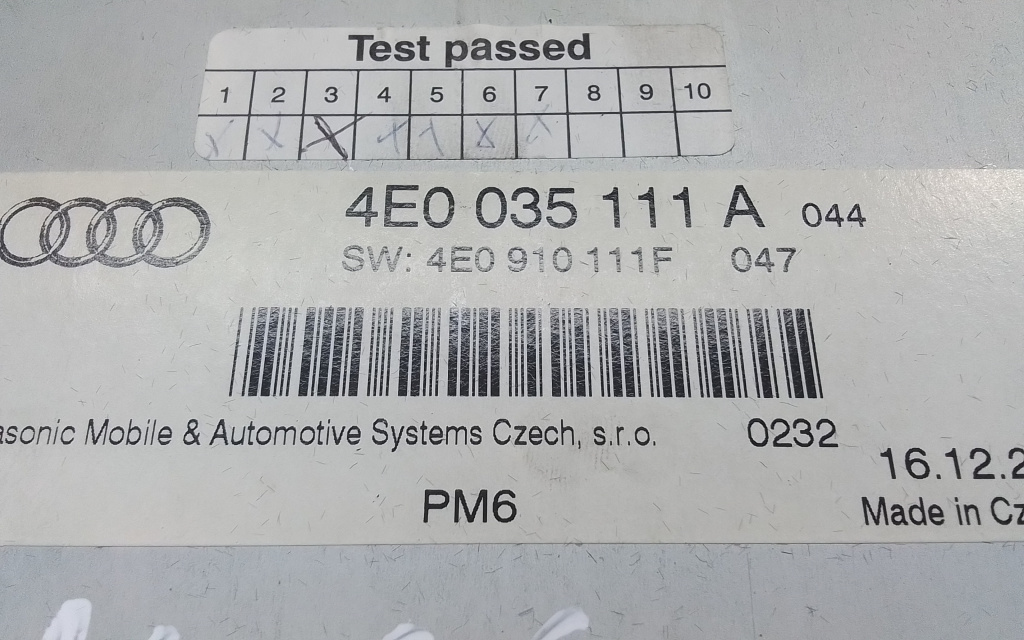 Test passed
1 2 3 4 5 6 7 8 9 10
X X X X X X X
4E0 035 111 A 044
SW: 4E0 910 111F 047
asonic Mobile & Automotive Systems Czech, s.r.o. 0232
16.12.2
PM6
Made in Cz